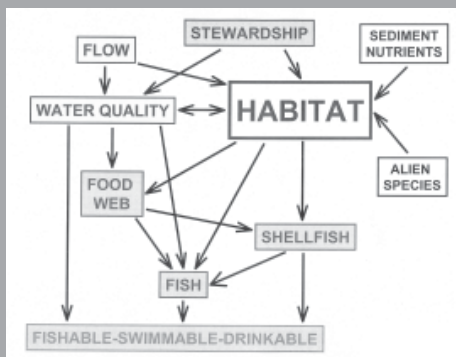 STEWARDSHIP
FLOW
SEDIMENT
NUTRIENTS
WATER QUALITY
HABITAT
FOOD
WEB
ALIEN
SPECIES
SHELLFISH
FISH
FISHABLE-SWIMMABLE-DRINKABLE